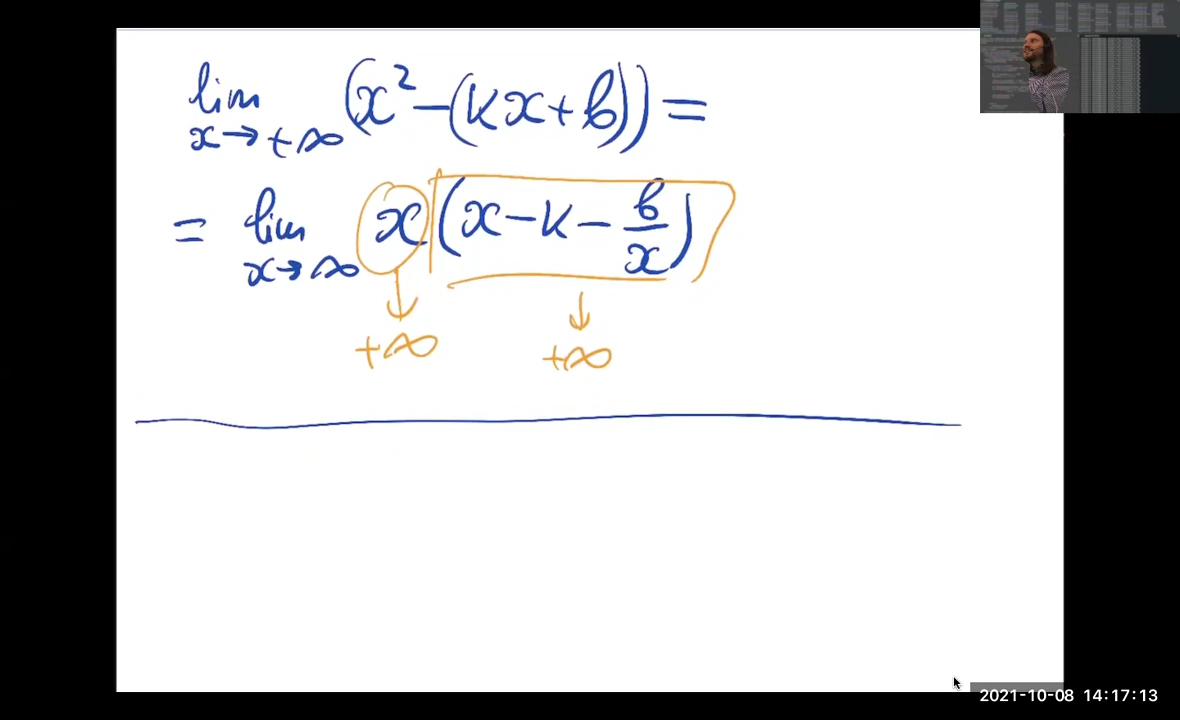 lim (x² – (kx + b)) =
x → +∞
= lim x (x – k – b/x)
x → ∞
↓ ↓
+∞ +∞
2021-10-08 14:17:13